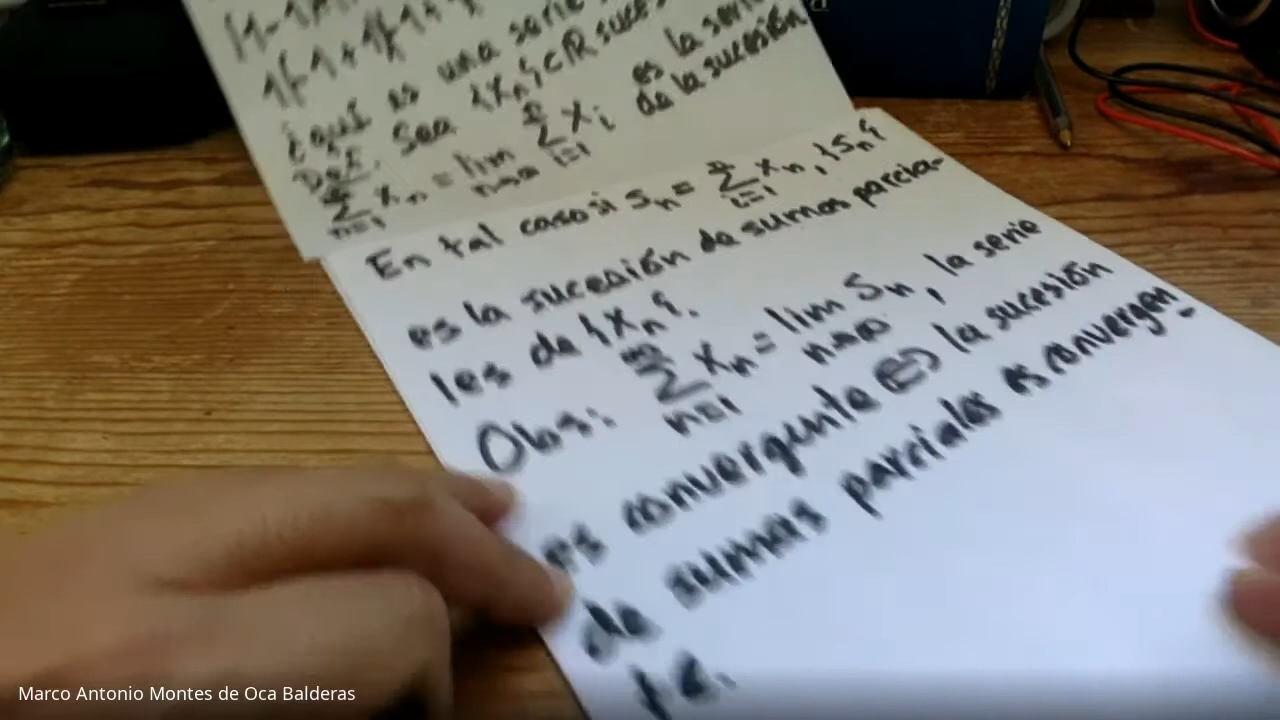 ¿qué es una serie
Def. Sea {Xₙ} ⊂ ℝ suces
∑ₙ₌₁^∞ Xₙ = lim ₙ→∞ ∑ᵢ₌₁ⁿ Xᵢ es la serie de la sucesión
En tal caso si Sₙ = ∑ᵢ₌₁ⁿ Xₙ, {Sₙ}
es la sucesión de sumas parcia-
les de {Xₙ}.
Obs: ∑ₙ₌₁^∞ Xₙ = lim ₙ→∞ Sₙ, la serie
es convergente ⟺ la sucesión
de sumas parciales es convergen-
te.
Marco Antonio Montes de Oca Balderas